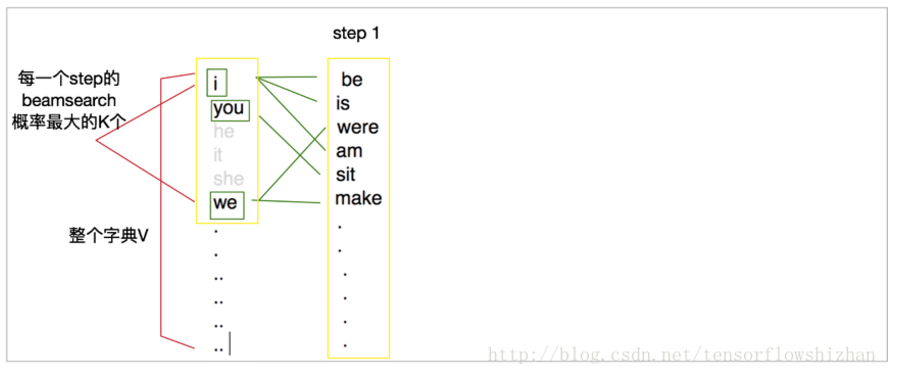 step 1
每一个step的
beamsearch
概率最大的K个
整个字典V
i
you
he
it
she
we
.
.
..
..
..
..
be
is
were
am
sit
make
.
.
.
.
.
.
http://blog.csdn.net/tensorflowshizhan